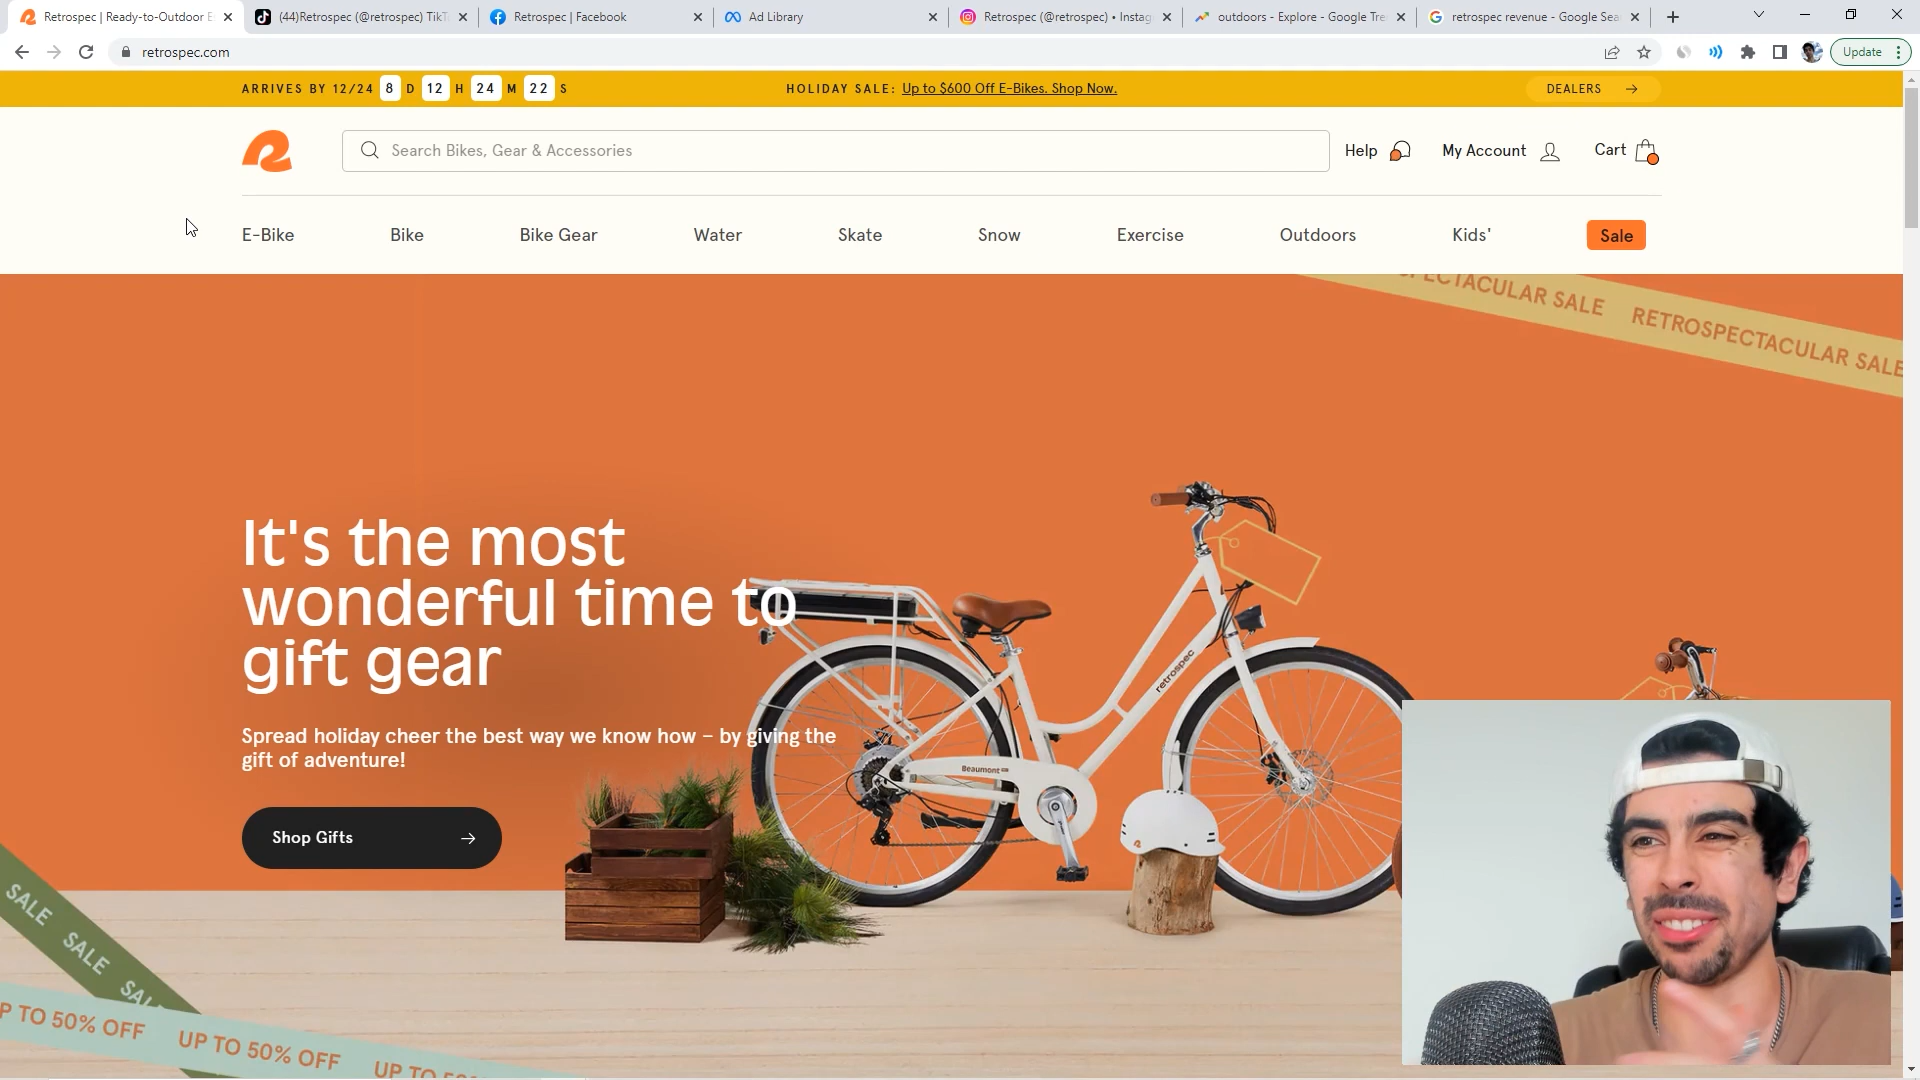 Retrospec | Ready-to-Outdoor E
(44)Retrospec (@retrospec) TikT
Retrospec | Facebook
Ad Library
Retrospec (@retrospec) • Instag
outdoors - Explore - Google Tre
retrospec revenue - Google Sea
retrospec.com
Update
ARRIVES BY 12/24 8 D 12 H 24 M 22 S
HOLIDAY SALE: Up to $600 Off E-Bikes. Shop Now.
DEALERS
Search Bikes, Gear & Accessories
Help
My Account
Cart
E-Bike
Bike
Bike Gear
Water
Skate
Snow
Exercise
Outdoors
Kids'
Sale
SPECTACULAR SALE RETROSPECTACULAR SALE
It's the most
wonderful time to
gift gear
Spread holiday cheer the best way we know how – by giving the
gift of adventure!
Shop Gifts
retrospec
Beaumont
SALE SALE SAL
P TO 50% OFF UP TO 50% OFF UP TO 50%